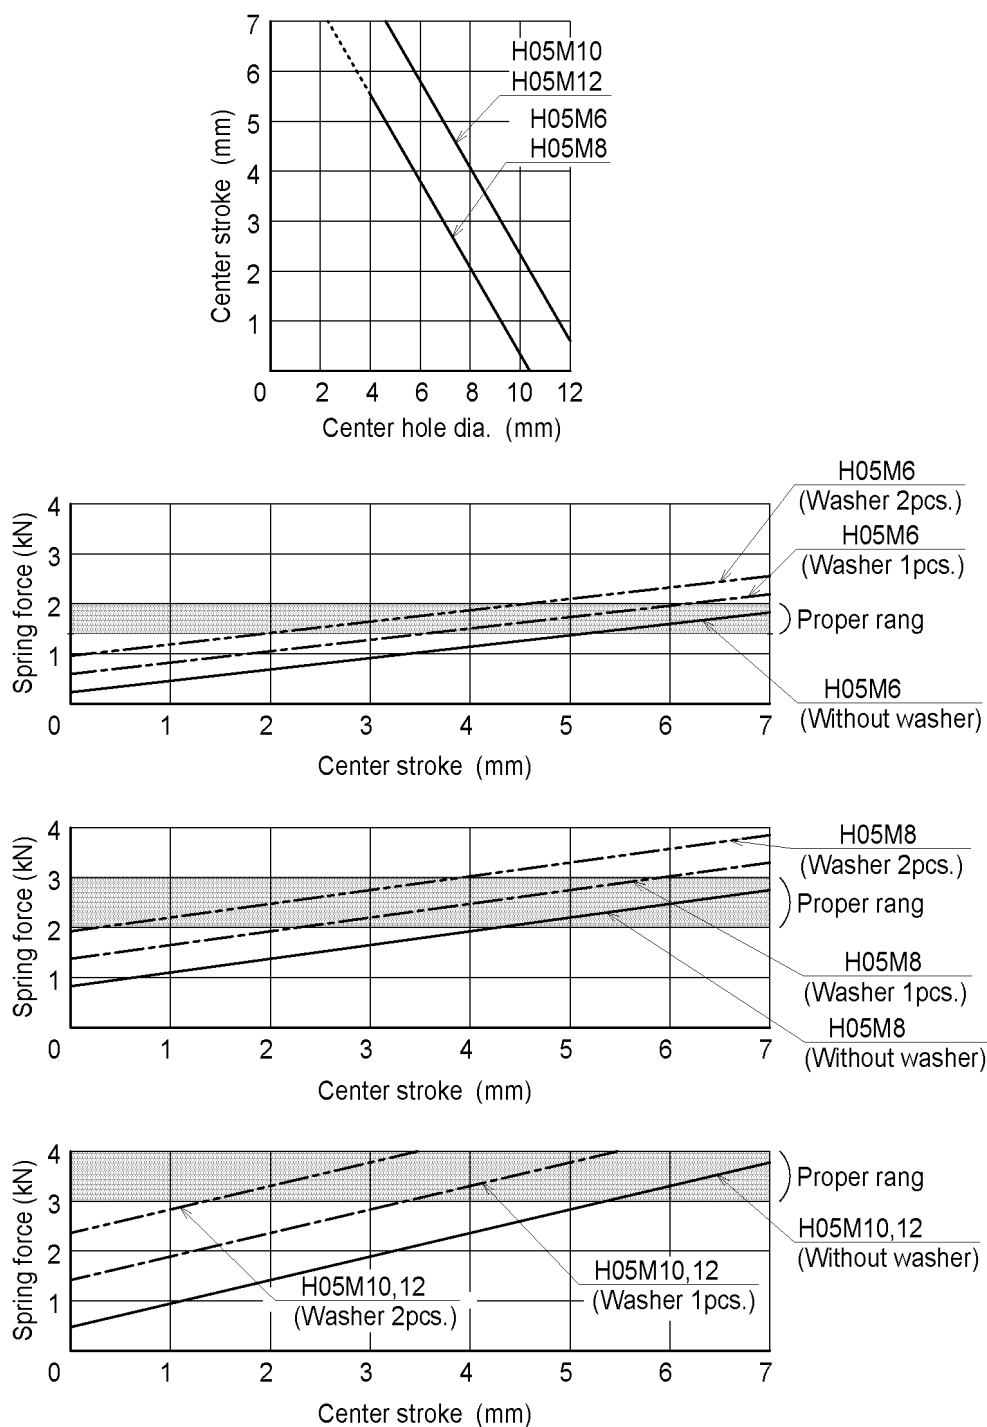 7
6
5
4
3
2
1
0 2 4 6 8 10 12
Center stroke (mm)
Center hole dia. (mm)
H05M10
H05M12
H05M6
H05M8
4
3
2
1
0 1 2 3 4 5 6 7
Spring force (kN)
Center stroke (mm)
H05M6
(Washer 2pcs.)
H05M6
(Washer 1pcs.)
Proper rang
H05M6
(Without washer)
4
3
2
1
0 1 2 3 4 5 6 7
Spring force (kN)
Center stroke (mm)
H05M8
(Washer 2pcs.)
Proper rang
H05M8
(Washer 1pcs.)
H05M8
(Without washer)
4
3
2
1
0 1 2 3 4 5 6 7
Spring force (kN)
Center stroke (mm)
Proper rang
H05M10,12
(Without washer)
H05M10,12
(Washer 1pcs.)
H05M10,12
(Washer 2pcs.)